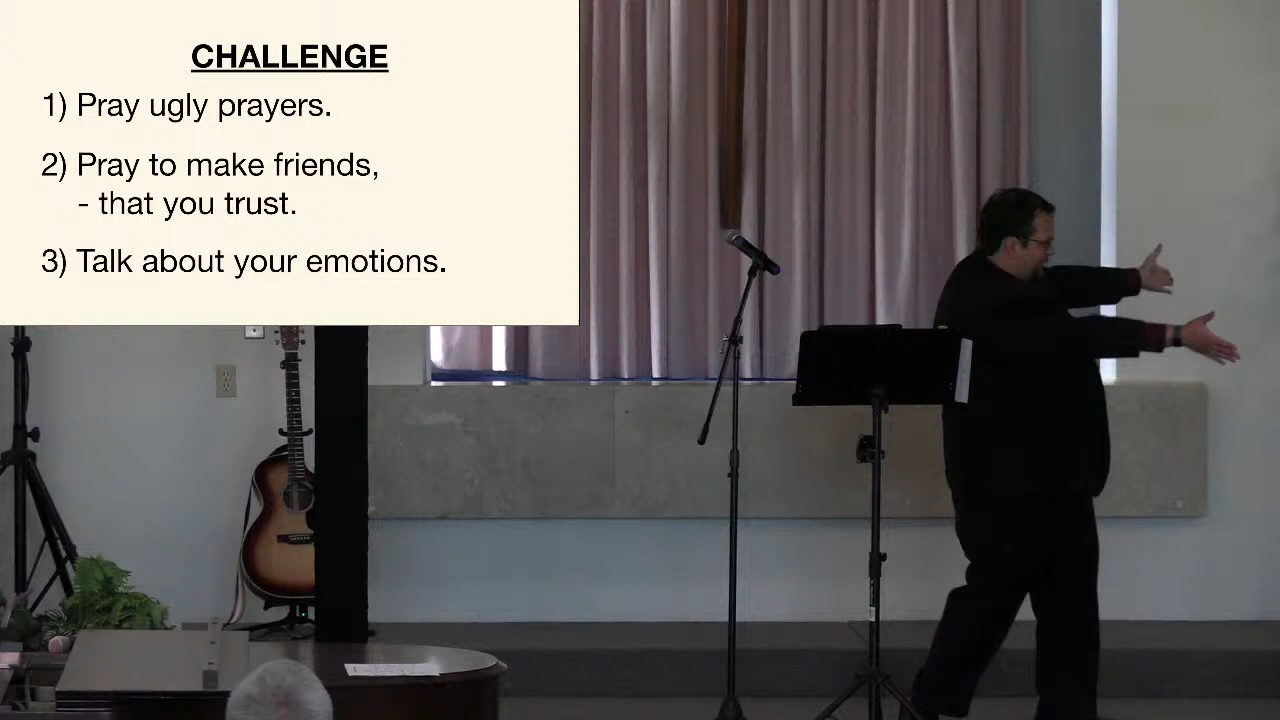 CHALLENGE
1) Pray ugly prayers.
2) Pray to make friends,
- that you trust.
3) Talk about your emotions.